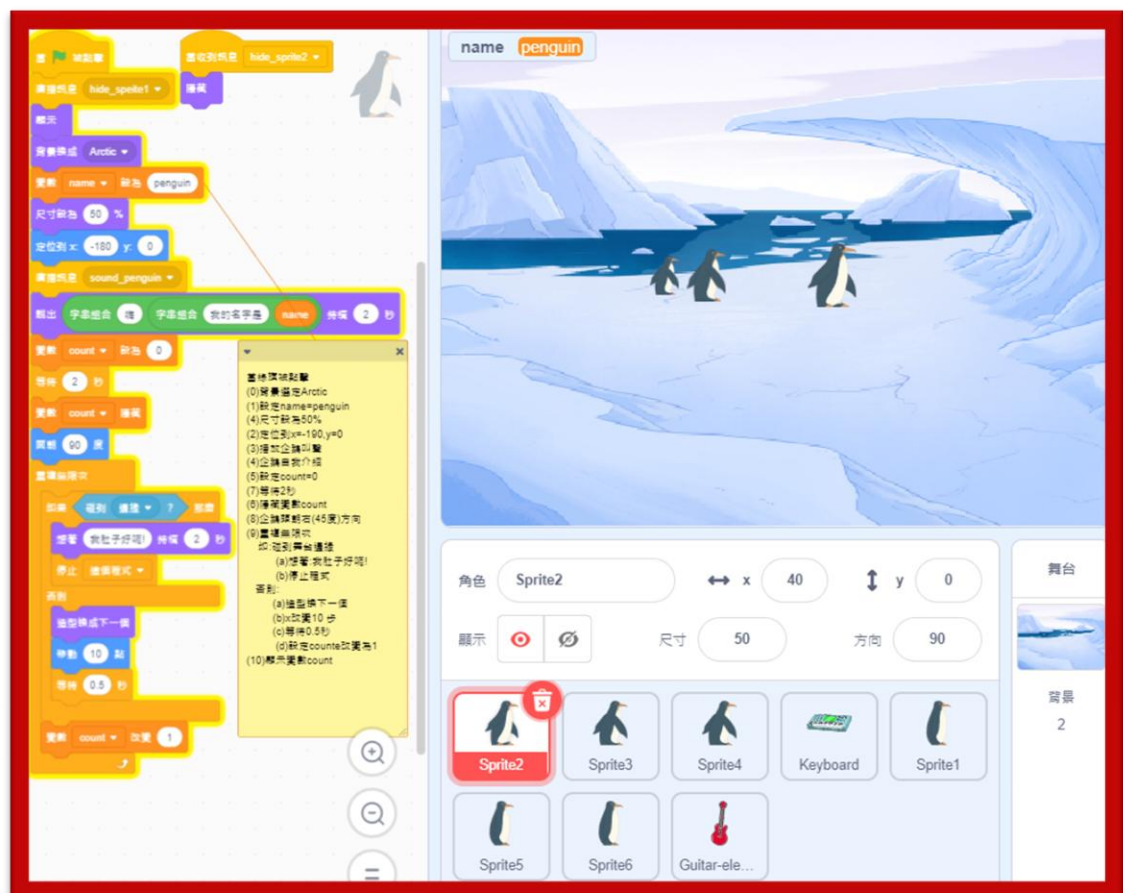 當 被點擊
廣播訊息 hide_speite1
顯示
背景換成 Arctic
變數 name 設為 penguin
尺寸設為 50 %
定位到 x: -180 y: 0
廣播訊息 sound_penguin
說出 字串組合 嗨 字串組合 我的名字是 name 持續 2 秒
變數 count 設為 0
等待 2 秒
變數 count 隱藏
面朝 90 度
重複無限次
如果 碰到 邊緣 ? 那麼
想著 我肚子好呃! 持續 2 秒
停止 這個程式
否則
造型換成下一個
移動 10 點
等待 0.5 秒
變數 count 改變 1
當收到訊息 hide_sprite2
隱藏
當綠旗被點擊
(0)背景選定Arctic
(1)設定name=penguin
(4)尺寸設為50%
(2)定位到x=-190,y=0
(3)播放企鵝叫聲
(4)企鵝自我介紹
(5)設定count=0
(7)等待2秒
(6)隱藏變數count
(8)企鵝頭朝右(45度)方向
(9)重複無限次
如:碰到舞台邊緣
(a)想著:我肚子好呃!
(b)停止程式
否則:
(a)造型換下一個
(b)x改變10 步
(c)等待0.5秒
(d)設定counte改變為1
(10)顯示變數count
name penguin
角色 Sprite2 x 40 y 0
顯示 尺寸 50 方向 90
Sprite2 Sprite3 Sprite4 Keyboard Sprite1
Sprite5 Sprite6 Guitar-ele...
舞台
背景
2